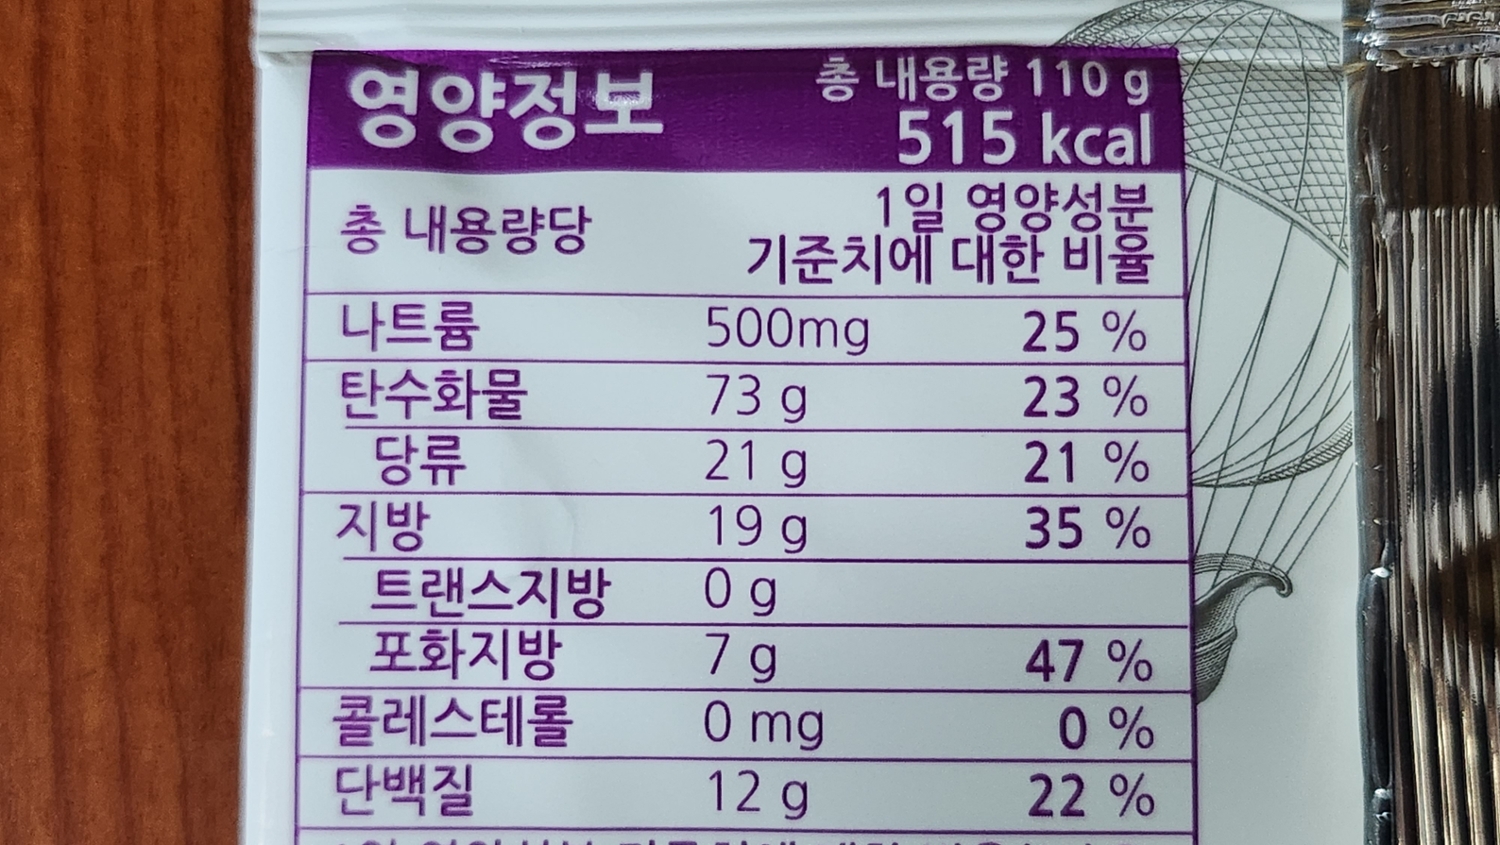 영양정보
총 내용량 110 g
515 kcal
총 내용량당
1일 영양성분
기준치에 대한 비율
나트륨 500mg 25 %
탄수화물 73 g 23 %
당류 21 g 21 %
지방 19 g 35 %
트랜스지방 0 g
포화지방 7 g 47 %
콜레스테롤 0 mg 0 %
단백질 12 g 22 %